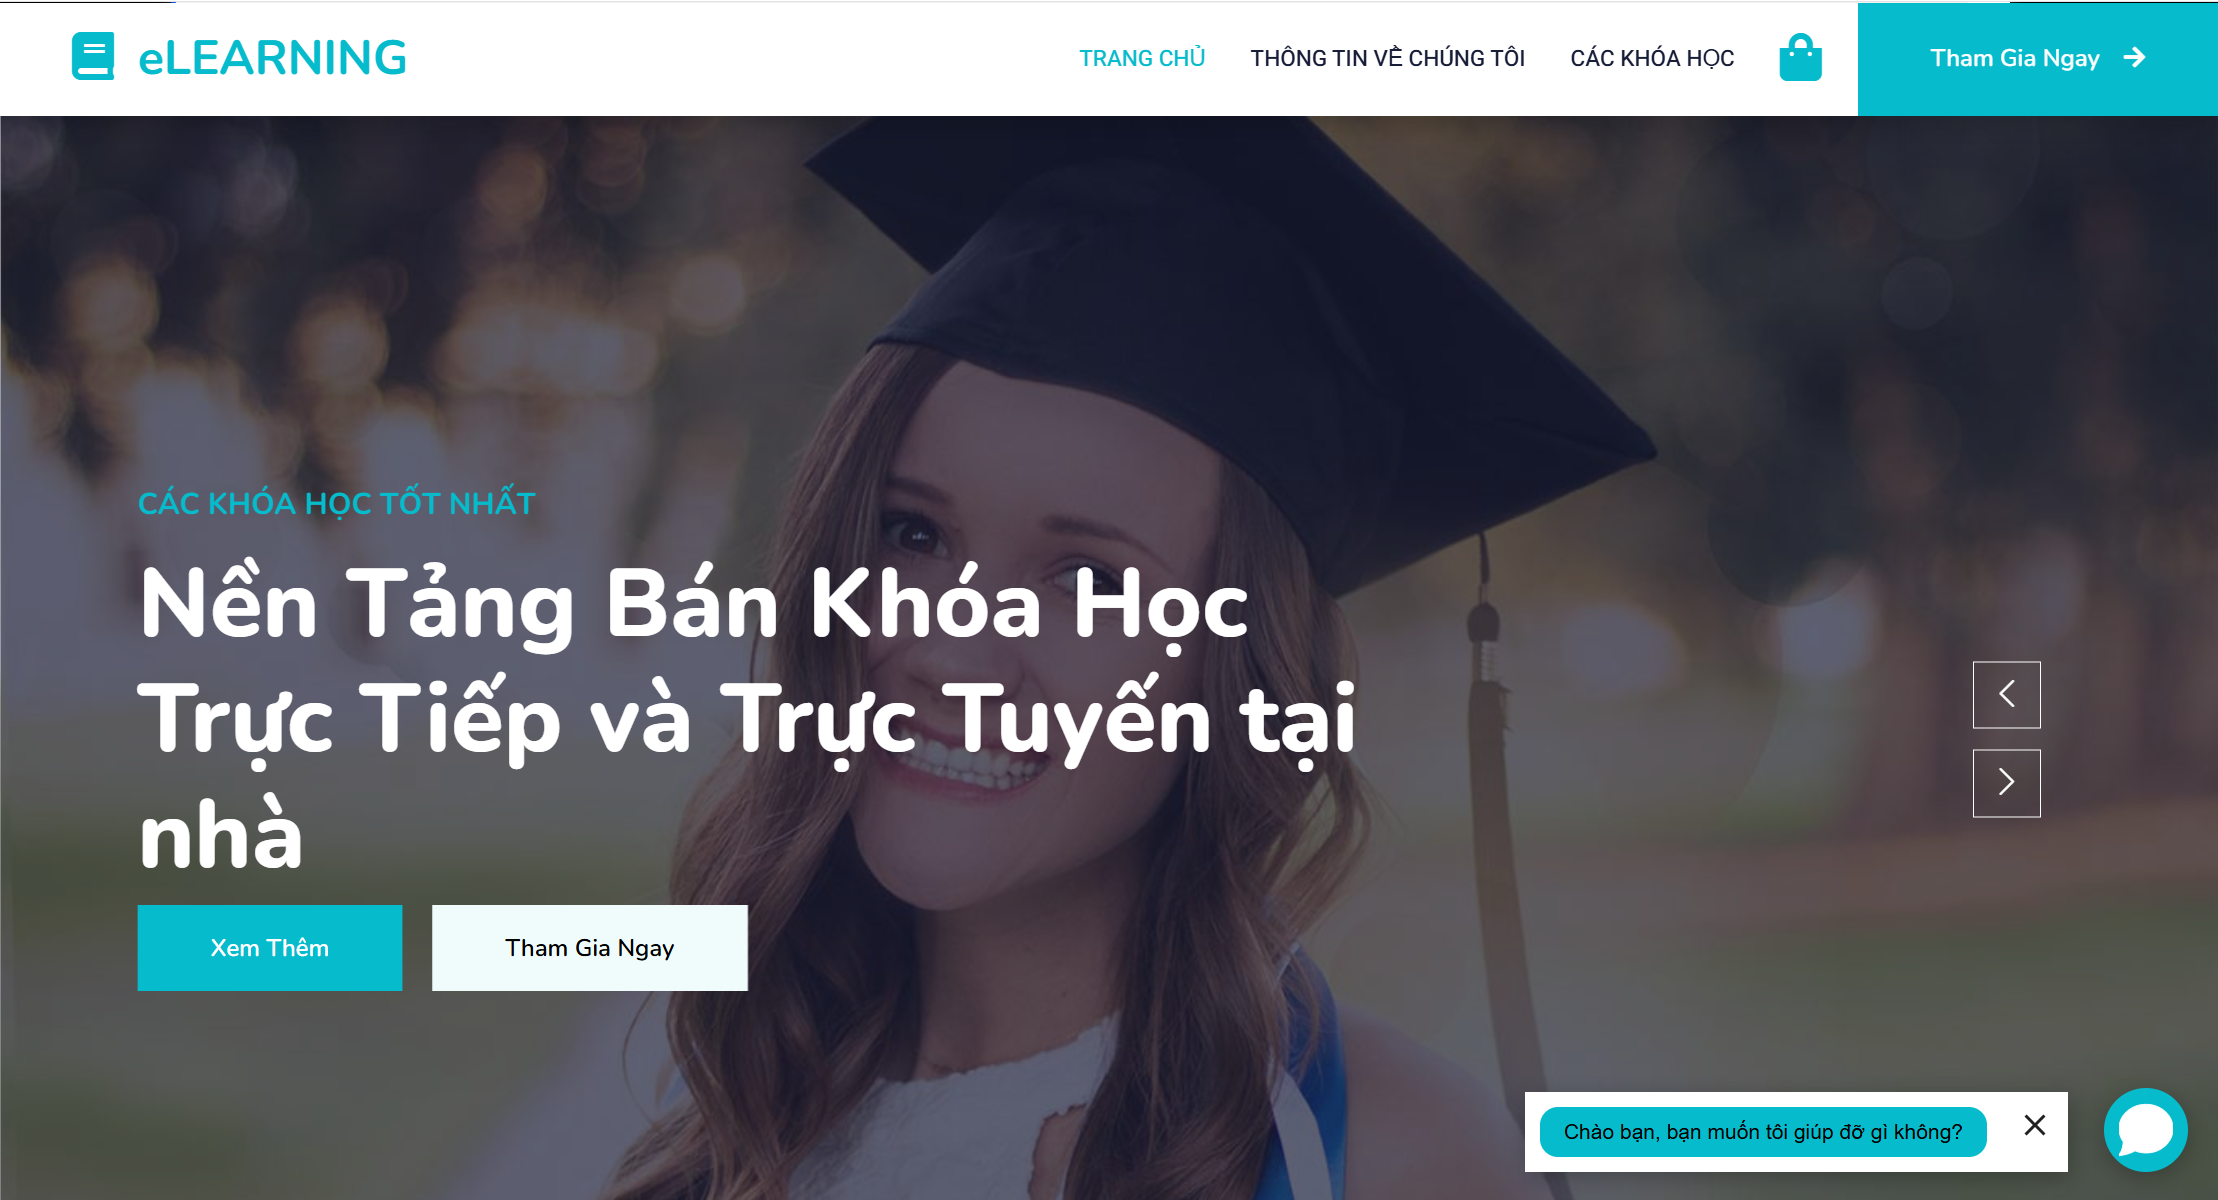 eLEARNING
TRANG CHỦ
THÔNG TIN VỀ CHÚNG TÔI
CÁC KHÓA HỌC
Tham Gia Ngay
CÁC KHÓA HỌC TỐT NHẤT
Nền Tảng Bán Khóa Học
Trực Tiếp và Trực Tuyến tại
nhà
Xem Thêm
Tham Gia Ngay
Chào bạn, bạn muốn tôi giúp đỡ gì không?